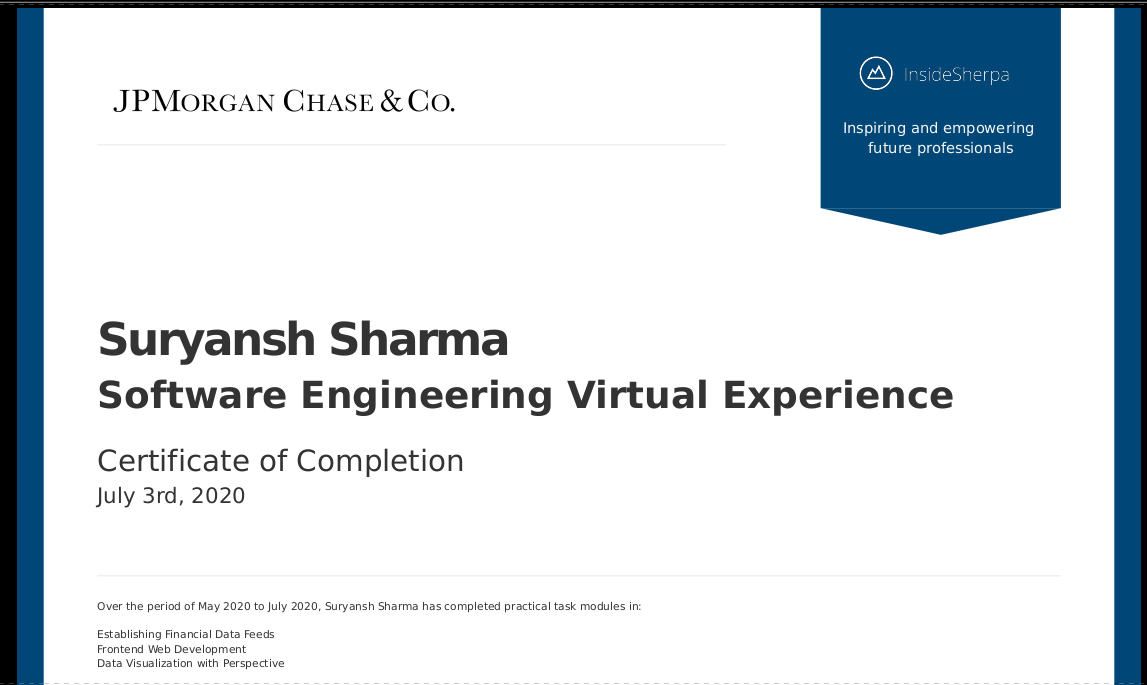 JPMORGAN CHASE & CO.
InsideSherpa
Inspiring and empowering
future professionals
Suryansh Sharma
Software Engineering Virtual Experience
Certificate of Completion
July 3rd, 2020
Over the period of May 2020 to July 2020, Suryansh Sharma has completed practical task modules in:
Establishing Financial Data Feeds
Frontend Web Development
Data Visualization with Perspective